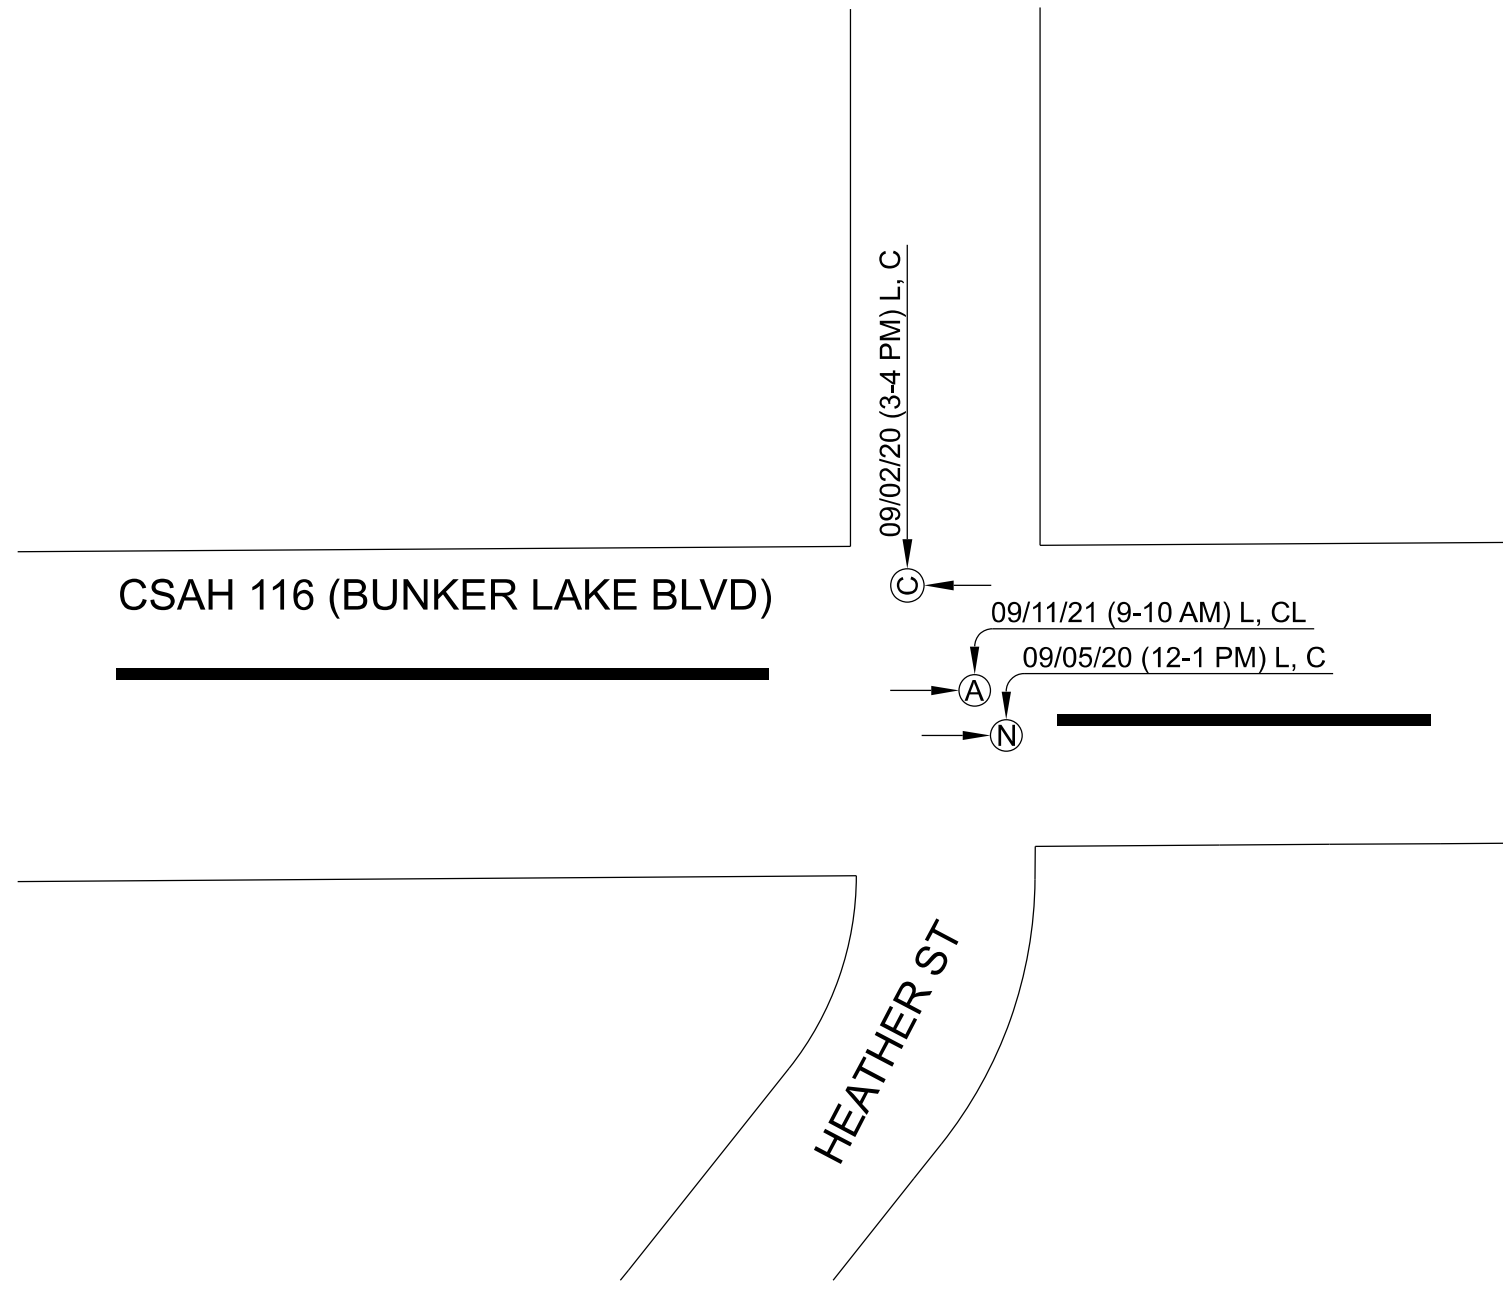 09/02/20 (3-4 PM) L, C
CSAH 116 (BUNKER LAKE BLVD)
C
09/11/21 (9-10 AM) L, CL
09/05/20 (12-1 PM) L, C
A
N
HEATHER ST